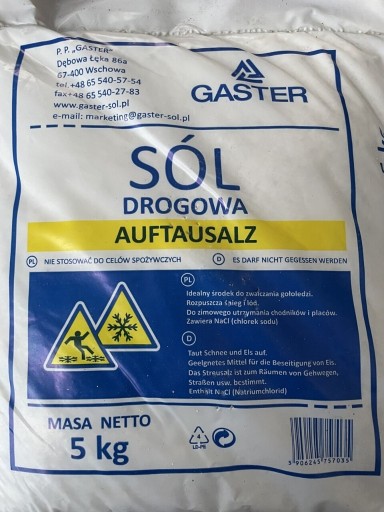 P. P. „GASTER"
Dębowa Łęka 86a
67-400 Wschowa
tel.+48 65 540-57-54
fax+48 65 540-27-83
www.gaster-sol.pl
e-mail: marketing@gaster-sol.pl
GASTER
SÓL
DROGOWA
AUFTAUSALZ
PL NIE STOSOWAĆ DO CELÓW SPOŻYWCZYCH
D ES DARF NICHT GEGESSEN WERDEN
PL
Idealny środek do zwalczania gołoledzi.
Rozpuszcza śnieg i lód.
Do zimowego utrzymania chodników i placów.
Zawiera NaCl (chlorek sodu)
D
Taut Schnee und Eis auf.
Geeignetes Mittel für die Beseitigung von Eis.
Das Streusalz ist zum Räumen von Gehwegen,
Straßen usw. bestimmt.
Enthält NaCl (Natriumchlorid)
MASA NETTO
5 kg
4
LD-PE
5 906245 757035